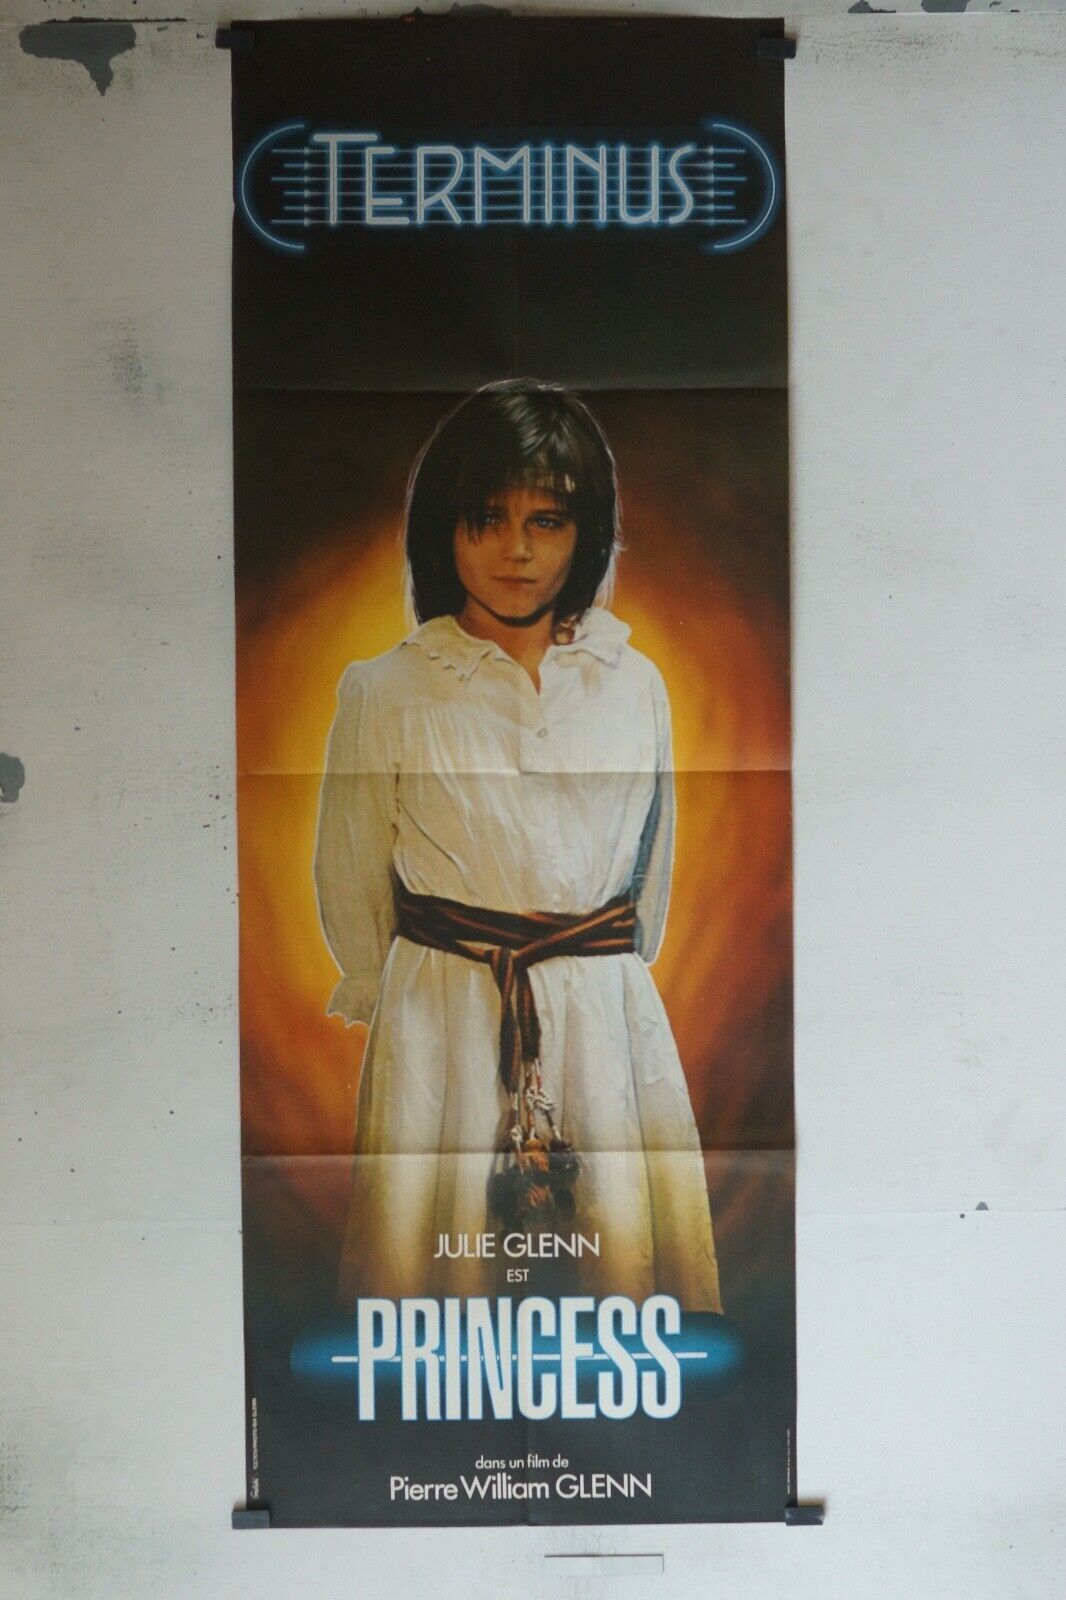 TERMINUS
JULIE GLENN
EST
PRINCESS
dans un film de
Pierre William GLENN